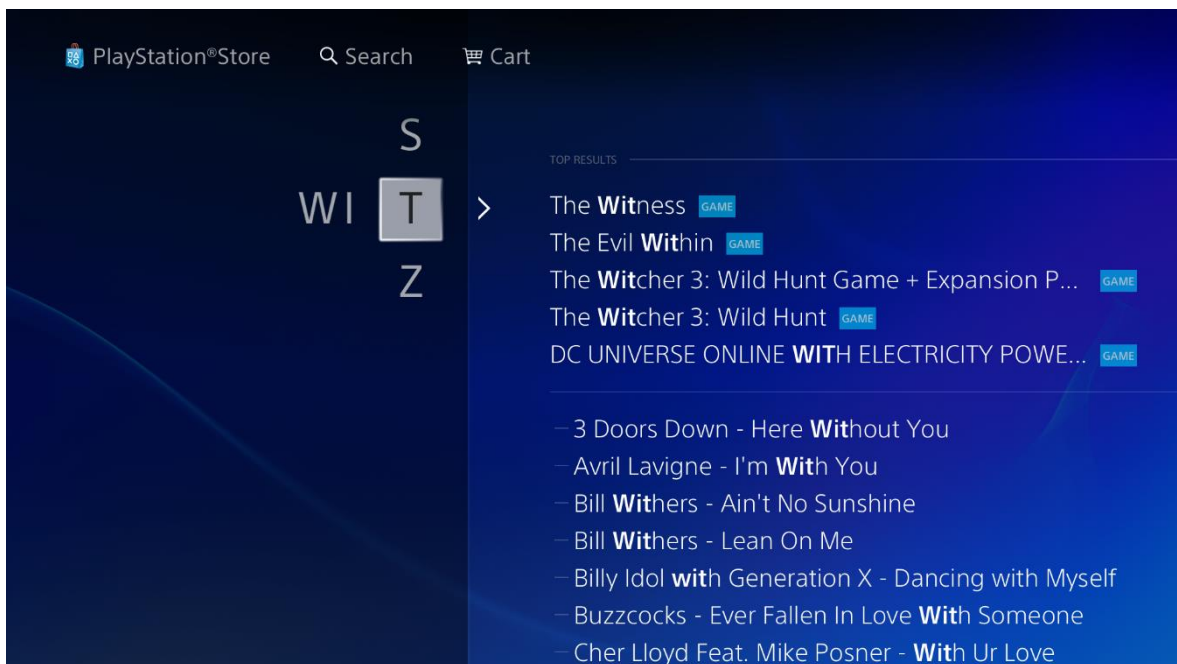 PlayStation®Store Search Cart
S
WI T
Z
TOP RESULTS
The Witness GAME
The Evil Within GAME
The Witcher 3: Wild Hunt Game + Expansion P... GAME
The Witcher 3: Wild Hunt GAME
DC UNIVERSE ONLINE WITH ELECTRICITY POWE... GAME
3 Doors Down - Here Without You
Avril Lavigne - I'm With You
Bill Withers - Ain't No Sunshine
Bill Withers - Lean On Me
Billy Idol with Generation X - Dancing with Myself
Buzzcocks - Ever Fallen In Love With Someone
Cher Lloyd Feat. Mike Posner - With Ur Love